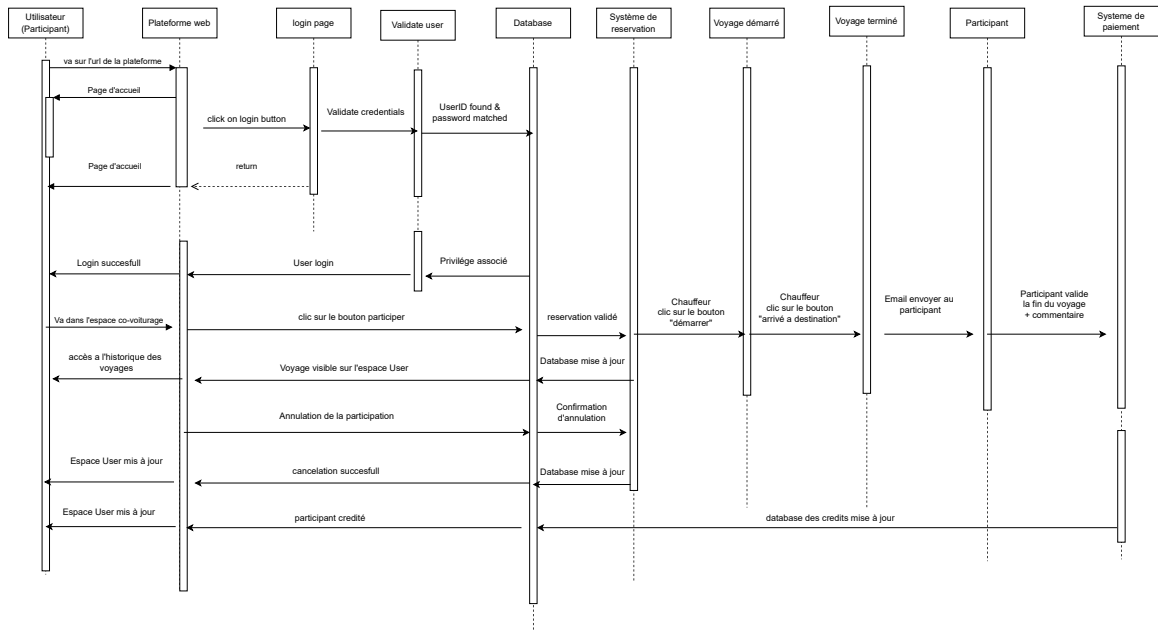 Utilisateur
(Participant)
Plateforme web
login page
Validate user
Database
Système de
reservation
Voyage démarré
Voyage terminé
Participant
Systeme de
paiement
va sur l'url de la plateforme
Page d'accueil
click on login button
Validate credentials
UserID found &
password matched
Page d'accueil
return
Login succesfull
User login
Privilége associé
Va dans l'espace co-voiturage
clic sur le bouton participer
reservation validé
Chauffeur
clic sur le bouton
"démarrer"
Chauffeur
clic sur le bouton
"arrivé a destination"
Email envoyer au
participant
Participant valide
la fin du voyage
+ commentaire
accès a l'historique des
voyages
Voyage visible sur l'espace User
Database mise à jour
Annulation de la participation
Confirmation
d'annulation
Espace User mis à jour
cancelation succesfull
Database mise à jour
Espace User mis à jour
participant credité
database des credits mise à jour